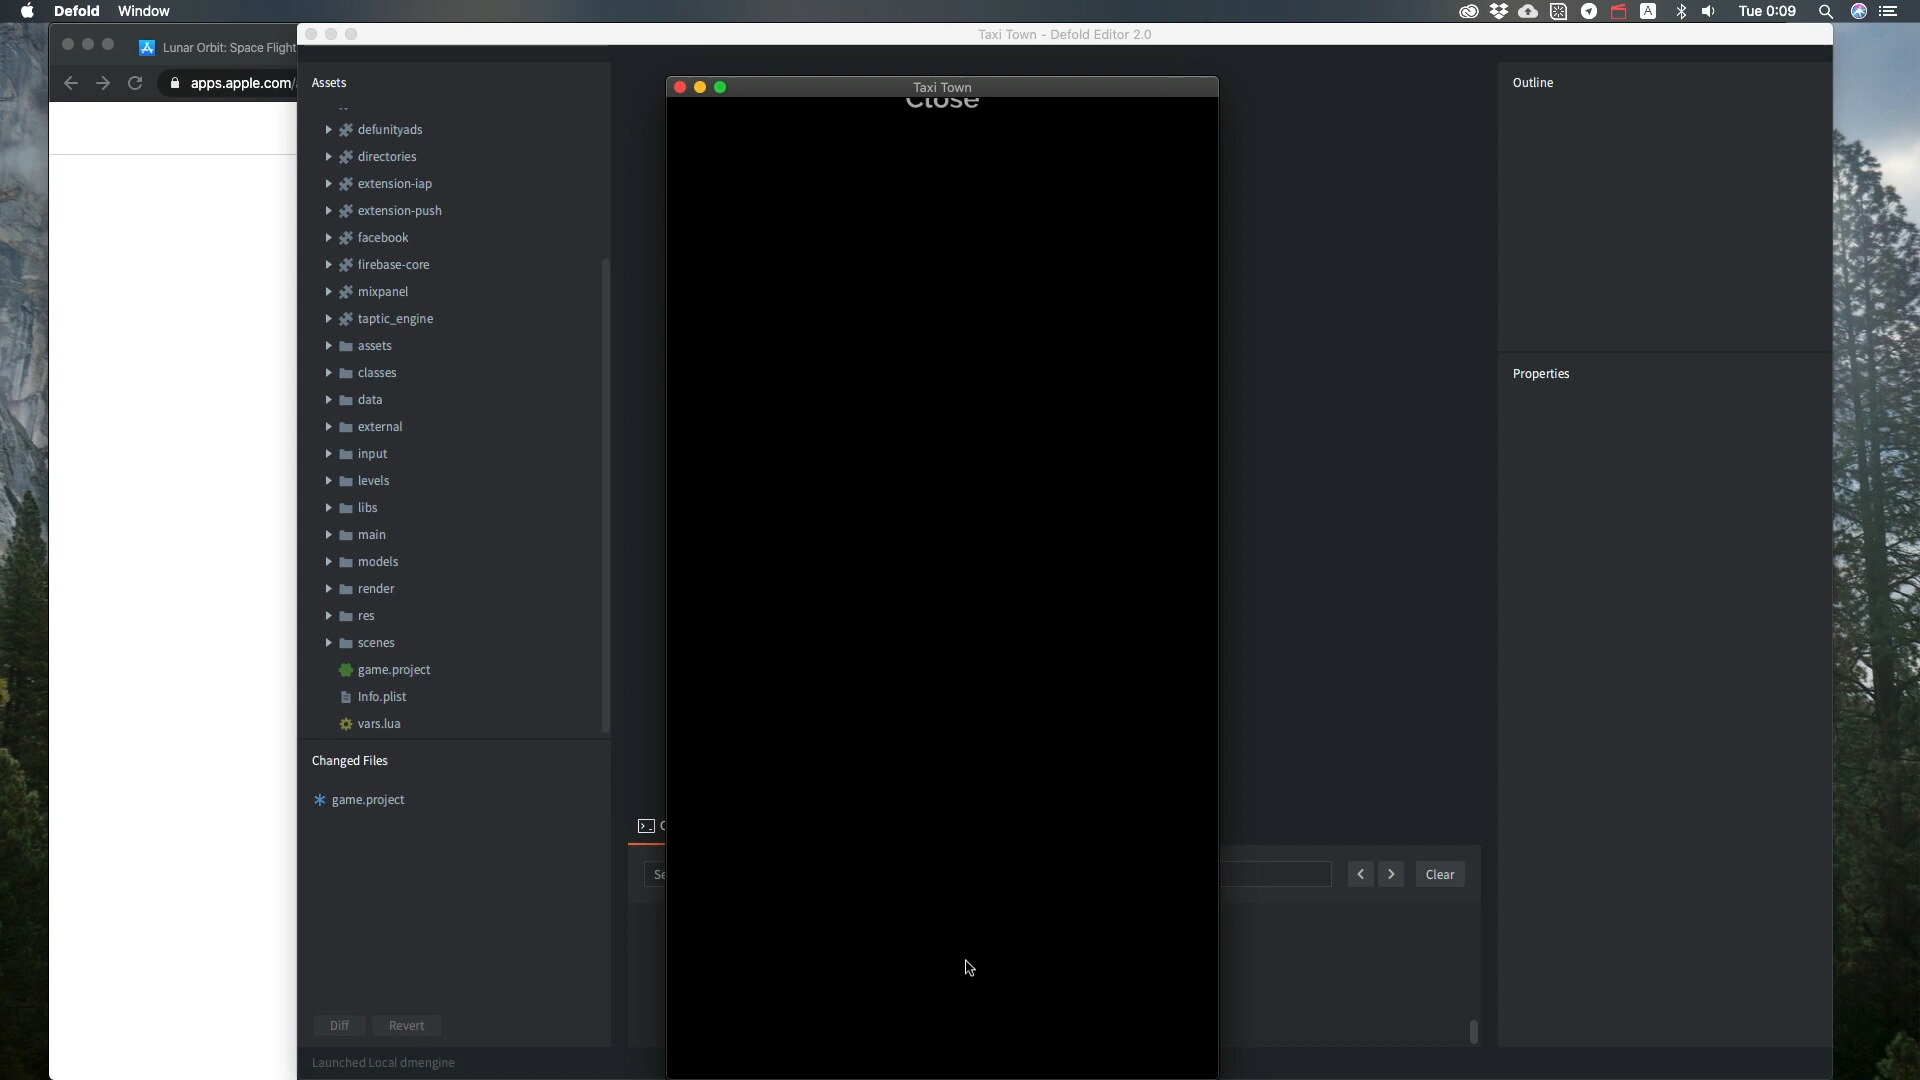 Defold Window
A
Tue 0:09
Lunar Orbit: Space Flight
Taxi Town - Defold Editor 2.0
apps.apple.com/
Assets
Outline
Taxi Town
Close
defunityads
directories
extension-iap
extension-push
facebook
firebase-core
mixpanel
taptic_engine
assets
classes
Properties
data
external
input
levels
libs
main
models
render
res
scenes
game.project
Info.plist
vars.lua
Changed Files
game.project
Clear
Diff
Revert
Launched Local dmengine